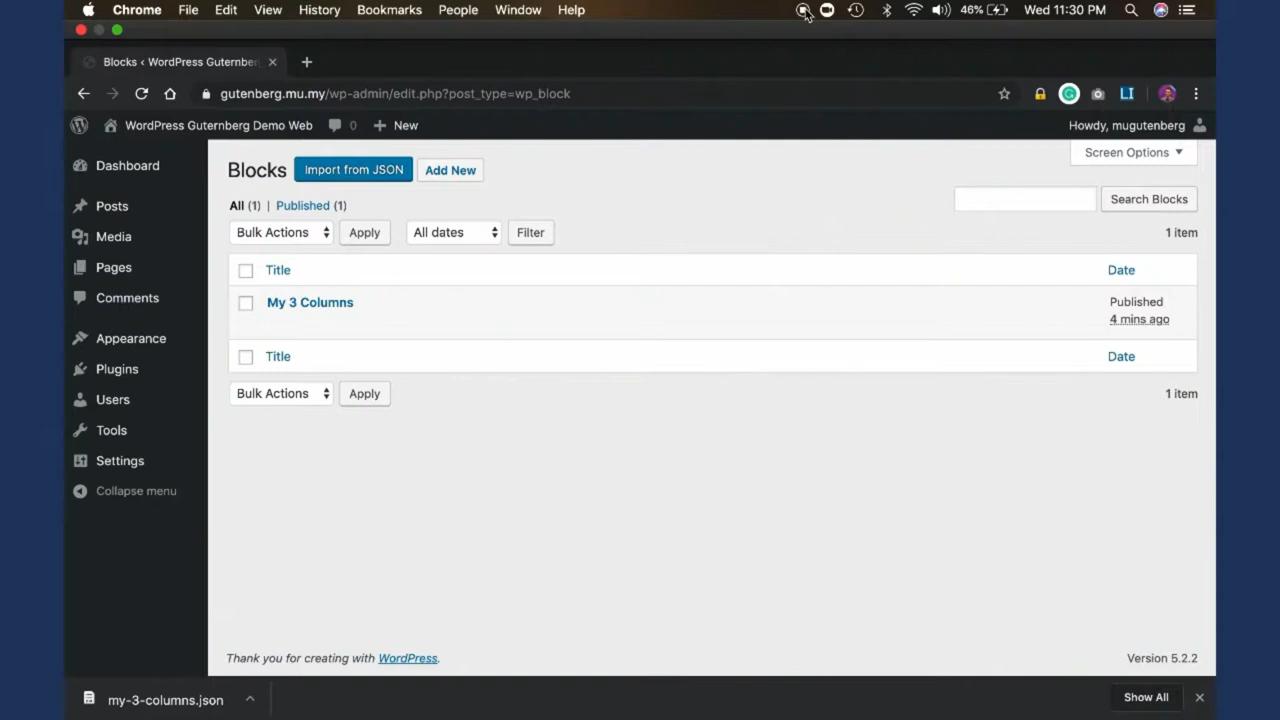 Chrome File Edit View History Bookmarks People Window Help 46% Wed 11:30 PM
Blocks ‹ WordPress Guternber
gutenberg.mu.my/wp-admin/edit.php?post_type=wp_block
LI
WordPress Guternberg Demo Web 0 New Howdy, mugutenberg
Screen Options
Dashboard
Posts
Media
Pages
Comments
Appearance
Plugins
Users
Tools
Settings
Collapse menu
Blocks Import from JSON Add New
All (1) | Published (1)
Search Blocks
Bulk Actions Apply All dates Filter 1 item
Title Date
My 3 Columns Published
4 mins ago
Title Date
Bulk Actions Apply 1 item
Thank you for creating with WordPress. Version 5.2.2
my-3-columns.json Show All